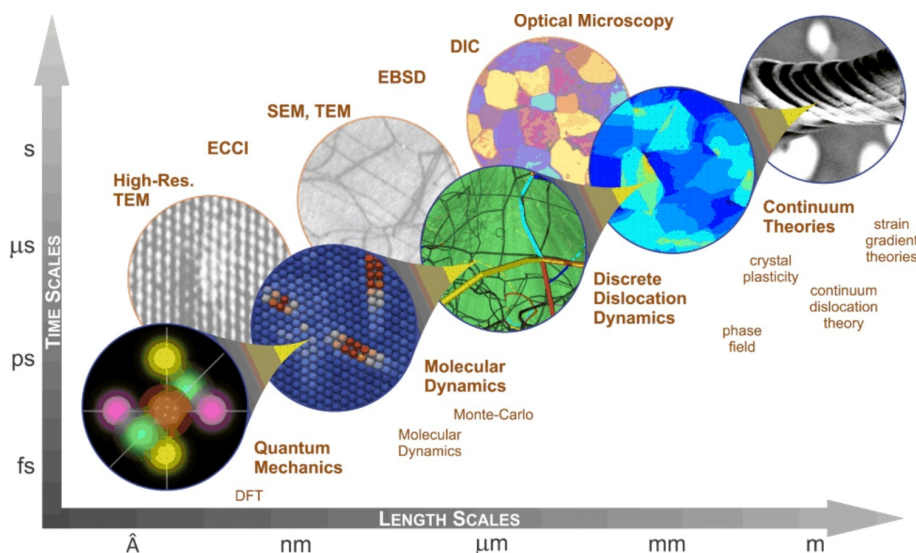 Optical Microscopy
DIC
EBSD
SEM, TEM
ECCI
High-Res.
TEM
s
μs
ps
fs
TIME SCALES
Continuum
Theories
strain
gradient
theories
crystal
plasticity
continuum
dislocation
theory
phase
field
Discrete
Dislocation
Dynamics
Molecular
Dynamics
Monte-Carlo
Molecular
Dynamics
Quantum
Mechanics
DFT
LENGTH SCALES
Â
nm
μm
mm
m